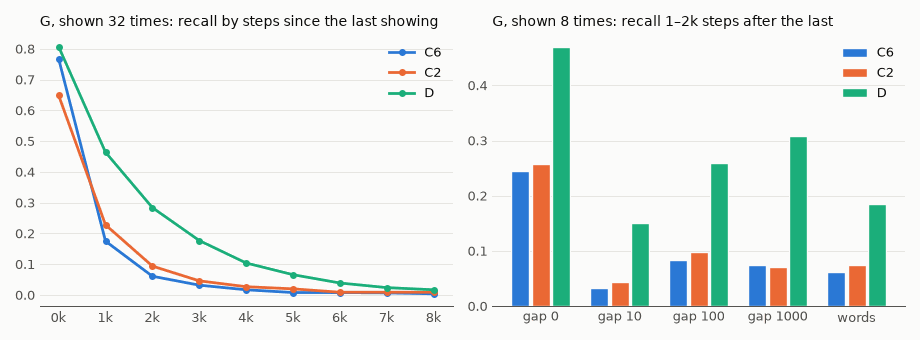 G, shown 32 times: recall by steps since the last showing
C6
C2
D
0.8
0.7
0.6
0.5
0.4
0.3
0.2
0.1
0.0
0k 1k 2k 3k 4k 5k 6k 7k 8k
G, shown 8 times: recall 1–2k steps after the last
C6
C2
D
0.4
0.3
0.2
0.1
0.0
gap 0 gap 10 gap 100 gap 1000 words